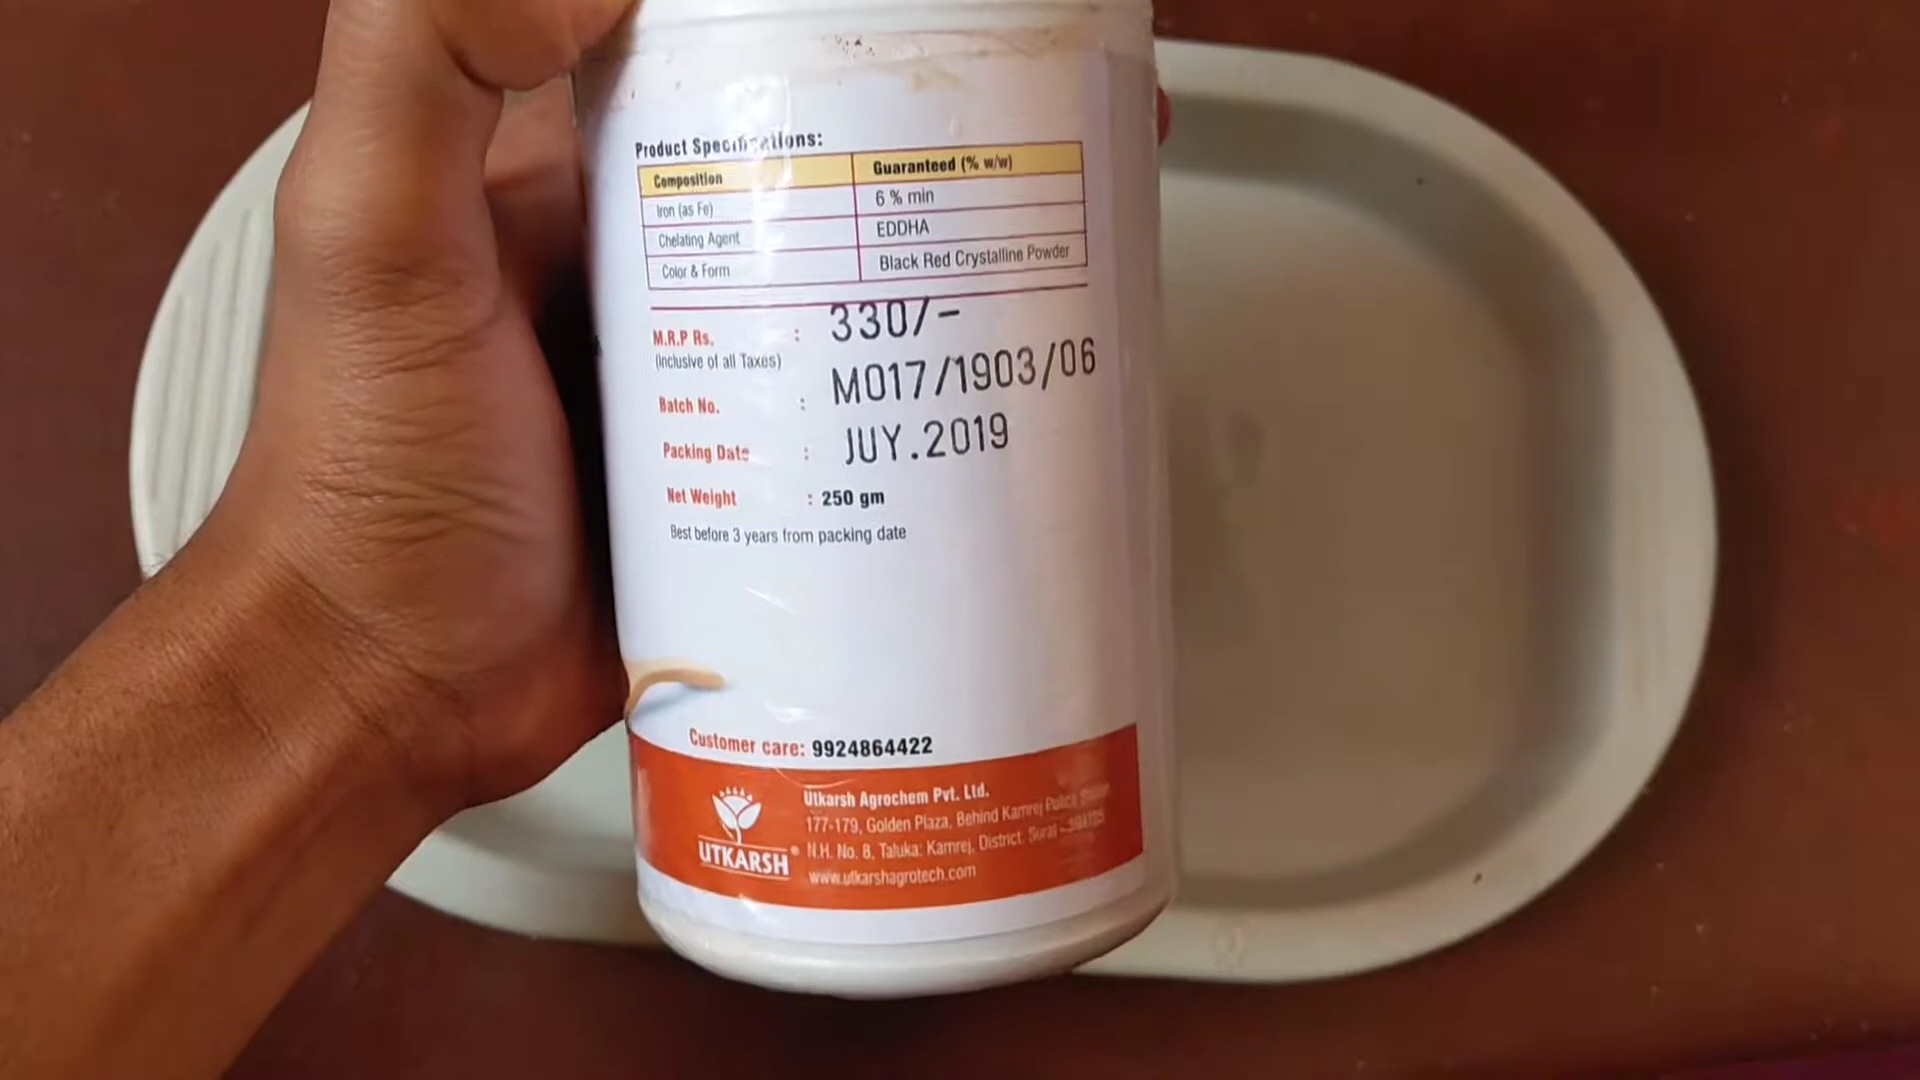 Product Specifications:
Composition Guaranteed (% w/w)
Iron (as Fe) 6 % min
Chelating Agent EDDHA
Color & Form Black Red Crystalline Powder
M.R.P Rs. : 330/-
(Inclusive of all Taxes)
Batch No. : M017/1903/06
Packing Date : JUY.2019
Net Weight : 250 gm
Best before 3 years from packing date
Customer care: 9924864422
Utkarsh Agrochem Pvt. Ltd.
177-179, Golden Plaza, Behind Kamrej Police
N.H. No. 8, Taluka: Kamrej, District. Surat -
www.utkarshagrotech.com
UTKARSH®